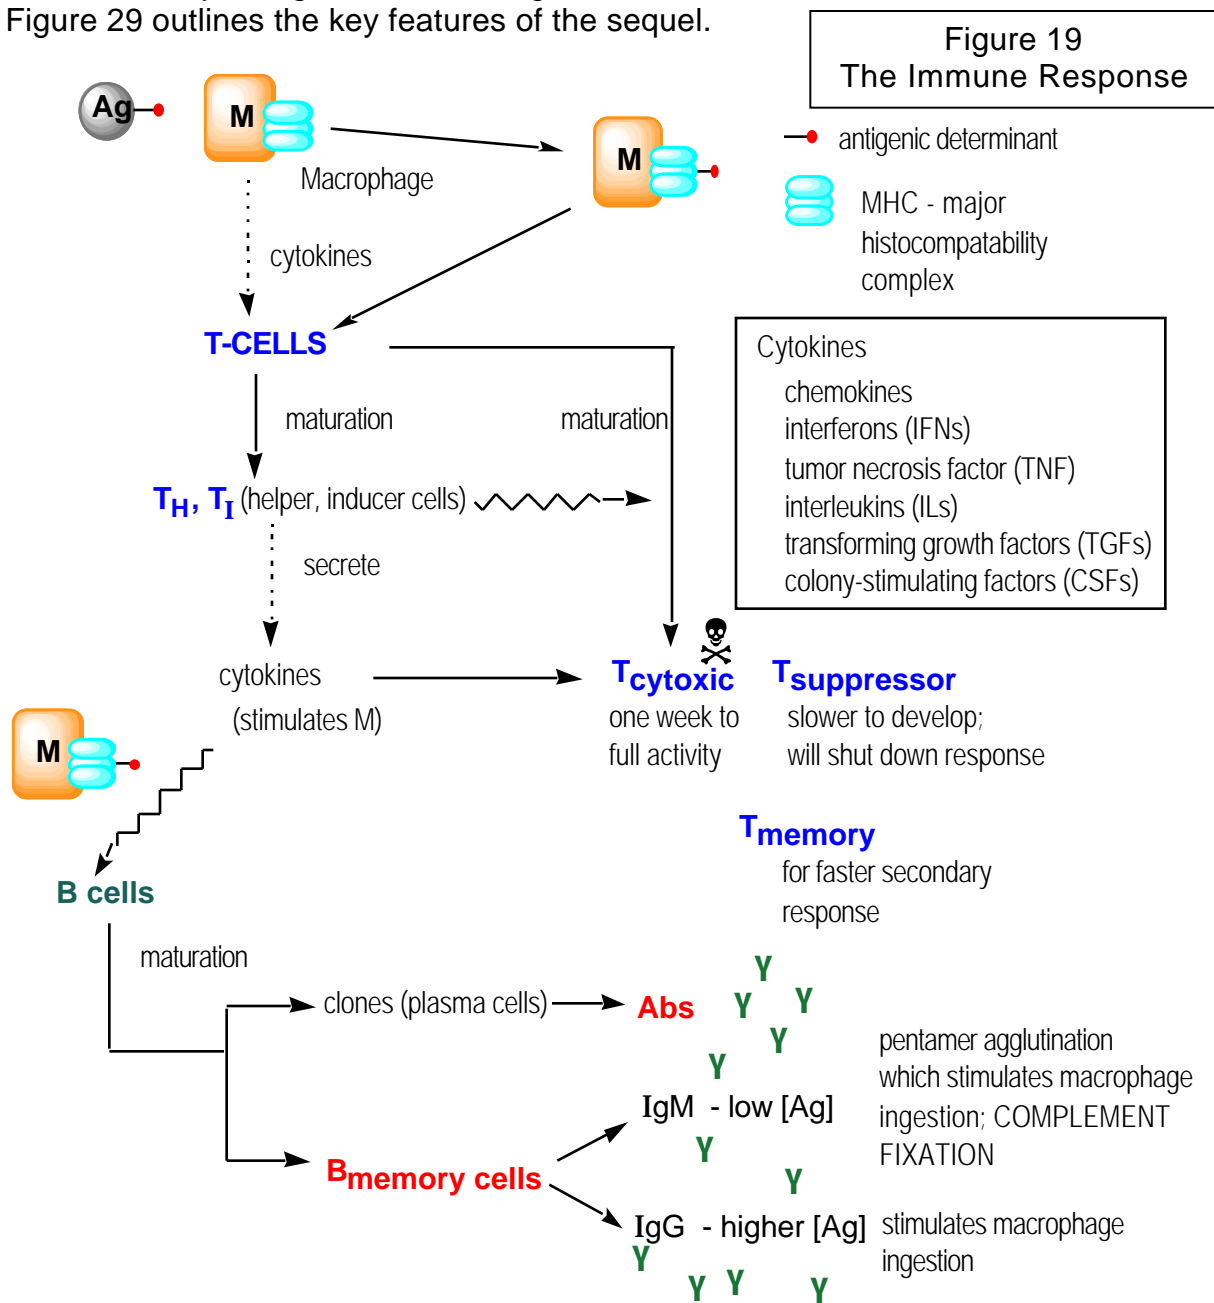 Figure 29 outlines the key features of the sequel.
Figure 19
The Immune Response
Ag
M
Macrophage
M
antigenic determinant
MHC - major
histocompatability
complex
cytokines
T-CELLS
maturation
maturation
Cytokines
chemokines
interferons (IFNs)
tumor necrosis factor (TNF)
interleukins (ILs)
transforming growth factors (TGFs)
colony-stimulating factors (CSFs)
TH, TI (helper, inducer cells)
secrete
cytokines
(stimulates M)
Tcytoxic
one week to
full activity
Tsuppressor
slower to develop;
will shut down response
M
Tmemory
for faster secondary
response
B cells
maturation
clones (plasma cells)
Abs
IgM - low [Ag]
pentamer agglutination
which stimulates macrophage
ingestion; COMPLEMENT
FIXATION
Bmemory cells
IgG - higher [Ag]
stimulates macrophage
ingestion